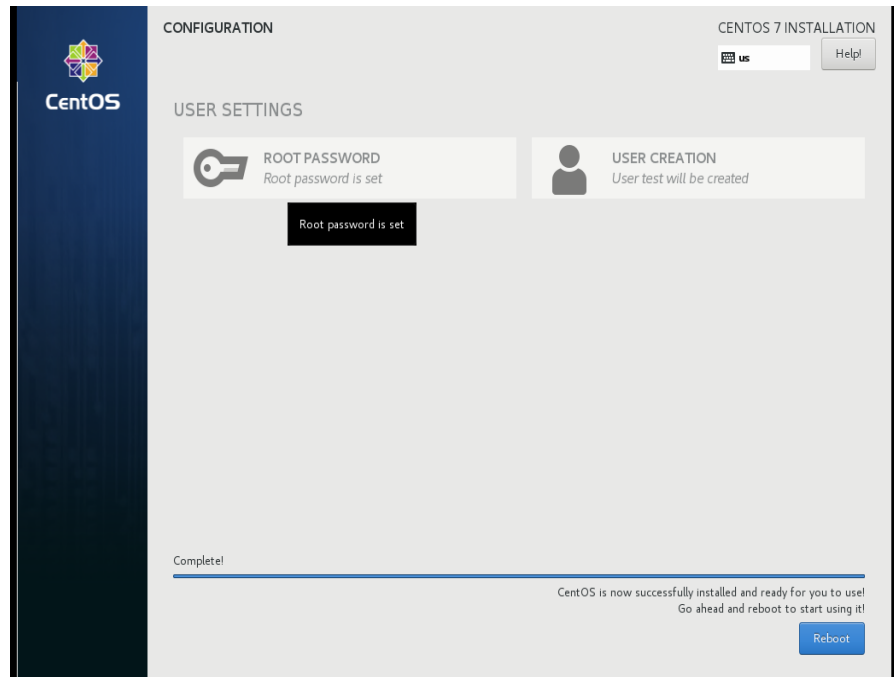 CONFIGURATION
CENTOS 7 INSTALLATION
us
Help!
CentOS
USER SETTINGS
ROOT PASSWORD
Root password is set
USER CREATION
User test will be created
Root password is set
Complete!
CentOS is now successfully installed and ready for you to use!
Go ahead and reboot to start using it!
Reboot